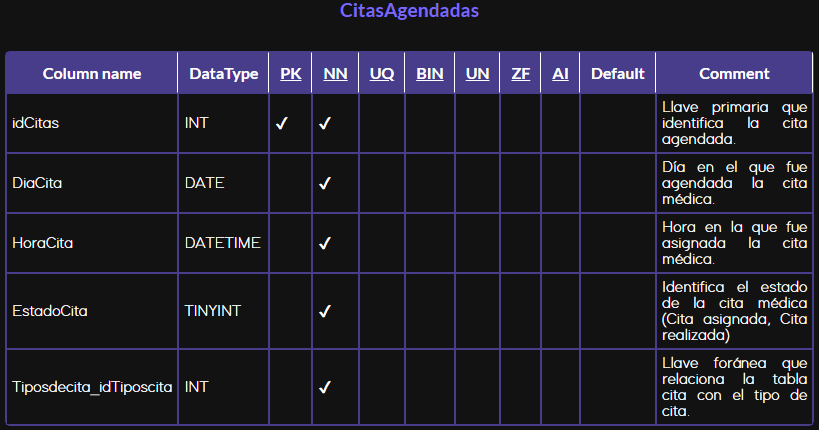 CitasAgendadas
Column name DataType PK NN UQ BIN UN ZF AI Default Comment
idCitas INT ✓ ✓ Llave primaria que
identifica la cita
agendada.
DiaCita DATE ✓ Día en el que fue
agendada la cita
médica.
HoraCita DATETIME ✓ Hora en la que fue
asignada la cita
médica.
EstadoCita TINYINT ✓ Identifica el estado
de la cita médica
(Cita asignada, Cita
realizada)
Tiposdecita_idTiposcita INT ✓ Llave foránea que
relaciona la tabla
cita con el tipo de
cita.